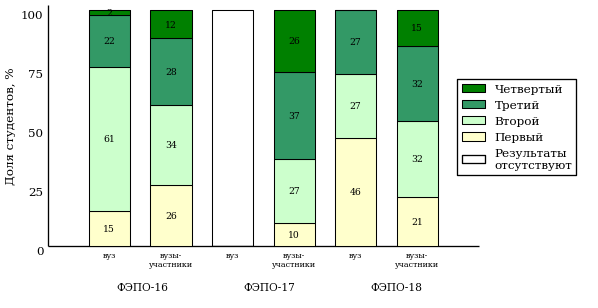 100
75
50
25
0
Доля студентов, %
2
22
61
15
12
28
34
26
26
37
27
10
27
27
46
15
32
32
21
вуз
вузы-
участники
вуз
вузы-
участники
вуз
вузы-
участники
ФЭПО-16
ФЭПО-17
ФЭПО-18
Четвертый
Третий
Второй
Первый
Результаты
отсутствуют